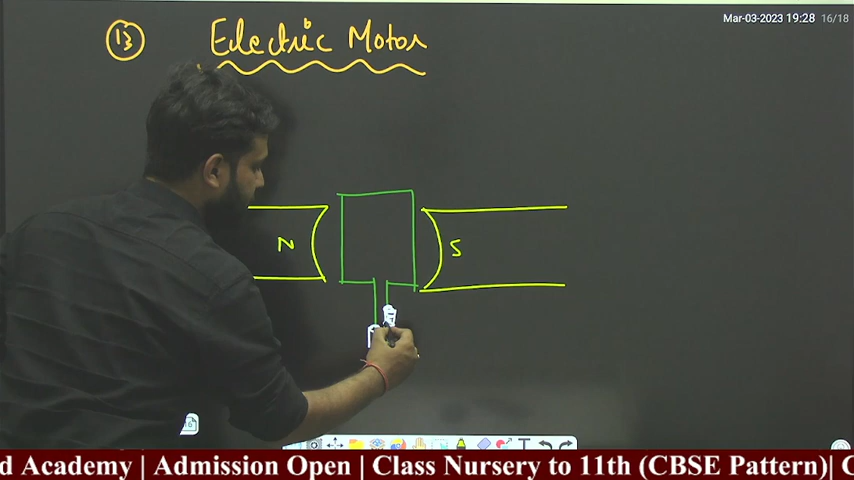 Mar-03-2023 19:28 16/18
13 Electric Motor
N S
d Academy | Admission Open | Class Nursery to 11th (CBSE Pattern)| C